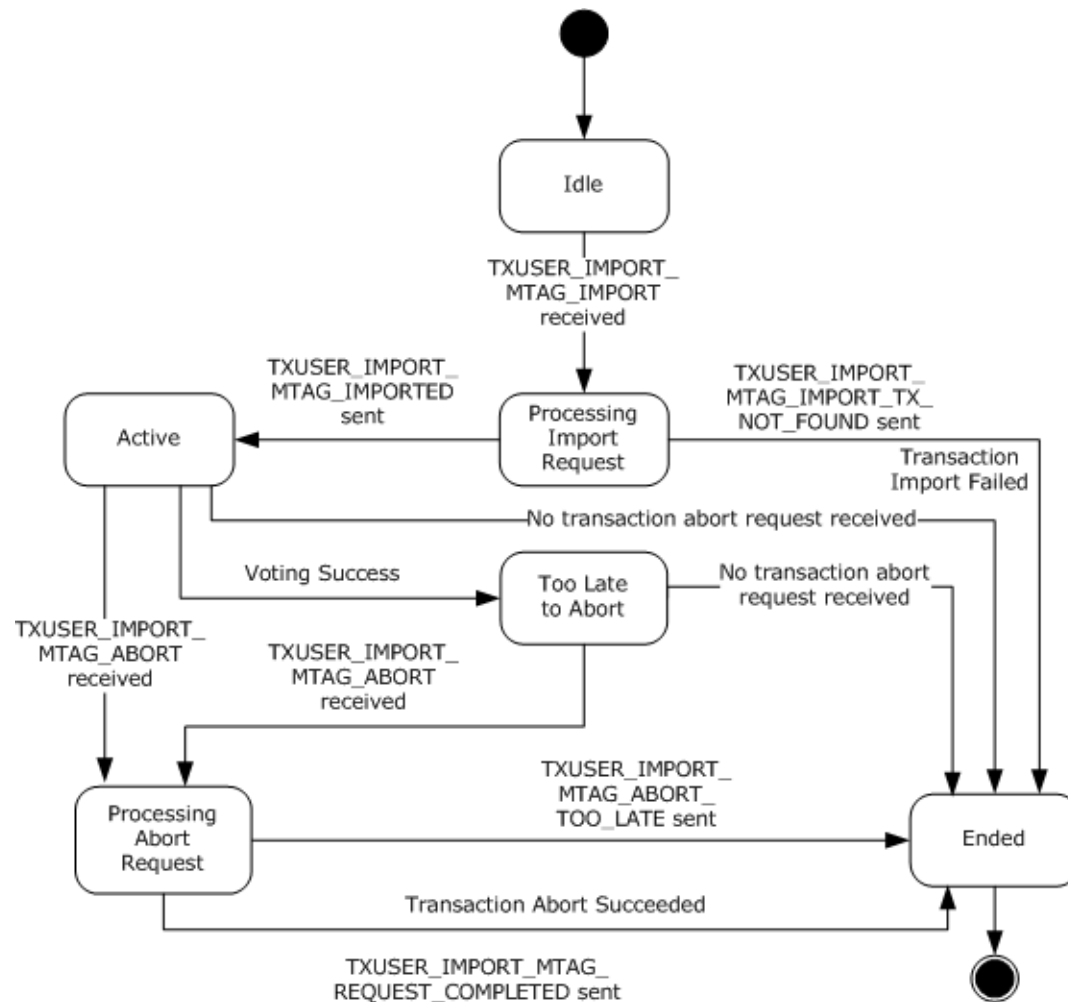 Idle
TXUSER_IMPORT_
MTAG_IMPORT
received
TXUSER_IMPORT_
MTAG_IMPORTED
sent
TXUSER_IMPORT_
MTAG_IMPORT_TX_
NOT_FOUND sent
Active
Processing
Import
Request
Transaction
Import Failed
No transaction abort request received
Voting Success
Too Late
to Abort
No transaction abort
request received
TXUSER_IMPORT_
MTAG_ABORT
received
TXUSER_IMPORT_
MTAG_ABORT
received
TXUSER_IMPORT_
MTAG_ABORT_
TOO_LATE sent
Processing
Abort
Request
Ended
Transaction Abort Succeeded
TXUSER_IMPORT_MTAG_
REQUEST_COMPLETED sent